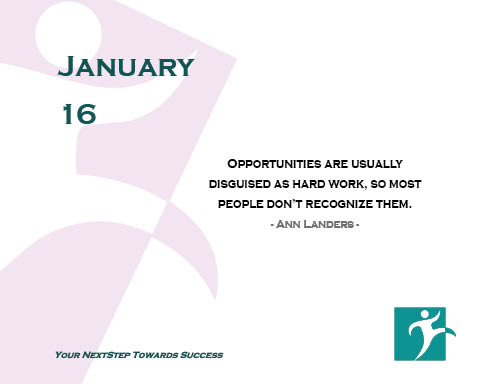 January
16
Opportunities are usually
disguised as hard work, so most
people don't recognize them.
- Ann Landers -
Your NextStep Towards Success